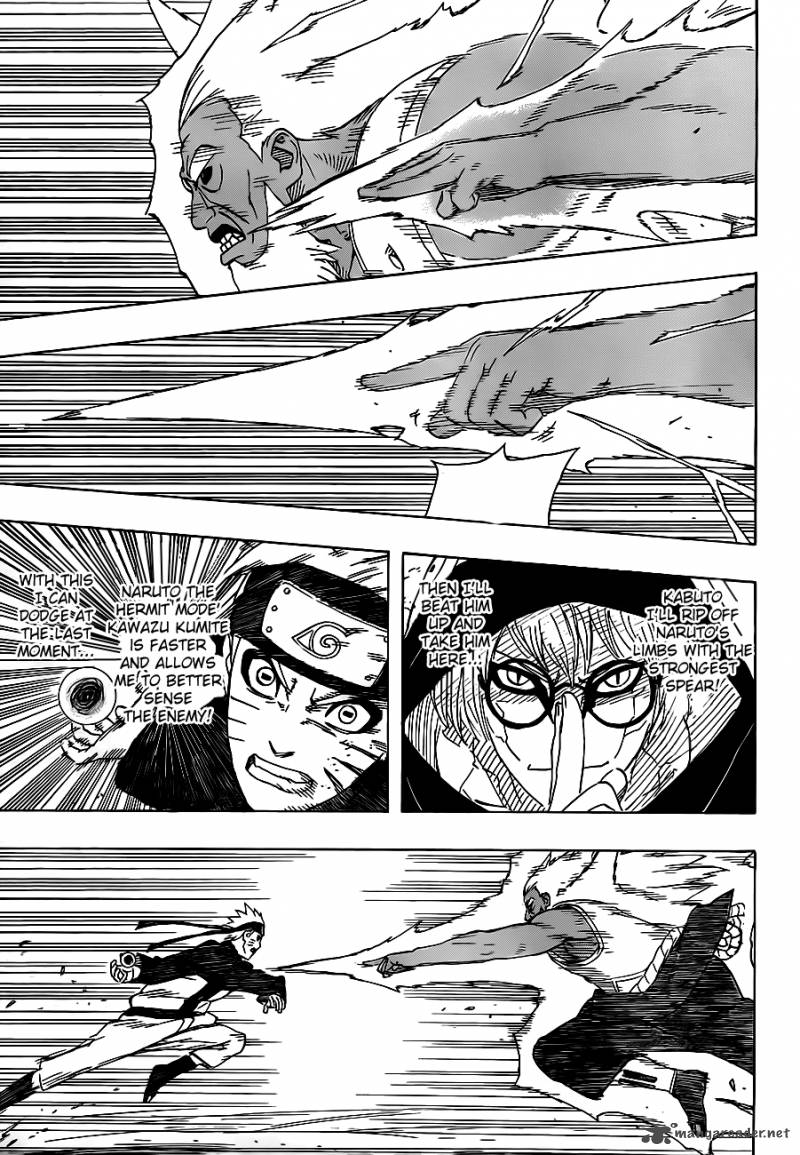 KABUTO
I'LL RIP OFF
NARUTO'S
LIMBS WITH THE
STRONGEST
SPEAR!
THEN I'LL
BEAT HIM
UP AND
TAKE HIM
HERE...
NARUTO THE
HERMIT MODE'
KAWAZU KUMITE
IS FASTER
AND ALLOWS
ME TO BETTER
SENSE
THE ENEMY!
WITH THIS
I CAN
DODGE AT
THE LAST
MOMENT...
mangareader.net